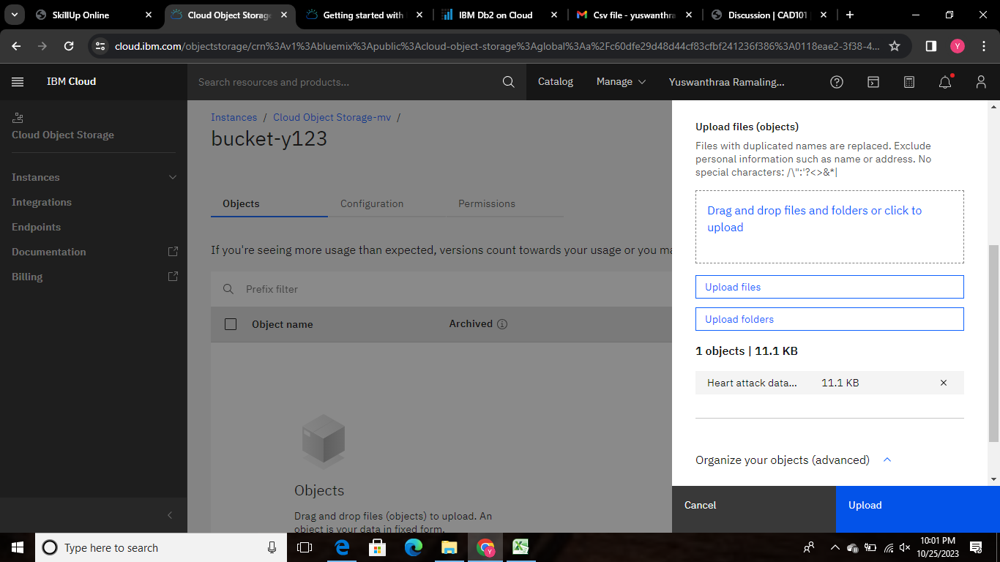 SkillUp Online
Cloud Object Storage
Getting started with
IBM Db2 on Cloud
Csv file - yuswanthra
Discussion | CAD101
cloud.ibm.com/objectstorage/crn%3Av1%3Abluemix%3Apublic%3Acloud-object-storage%3Aglobal%3Aa%2Fc60dfe29d48d44cf83cfbf241236f386%3A0118eae2-3f38-4...
Y
IBM Cloud
Search resources and products...
Catalog
Manage
Yuswanthraa Ramaling...
Cloud Object Storage
Instances
Integrations
Endpoints
Documentation
Billing
Instances / Cloud Object Storage-mv /
bucket-y123
Objects
Configuration
Permissions
If you're seeing more usage than expected, versions count towards your usage or you ma
Prefix filter
Object name
Archived
Objects
Drag and drop files (objects) to upload. An
object is your data in fixed form.
Upload files (objects)
Files with duplicated names are replaced. Exclude
personal information such as name or address. No
special characters: /\":'?<>&*|
Drag and drop files and folders or click to
upload
Upload files
Upload folders
1 objects | 11.1 KB
Heart attack data...
11.1 KB
Organize your objects (advanced)
Cancel
Upload
Type here to search
Y
10:01 PM
10/25/2023